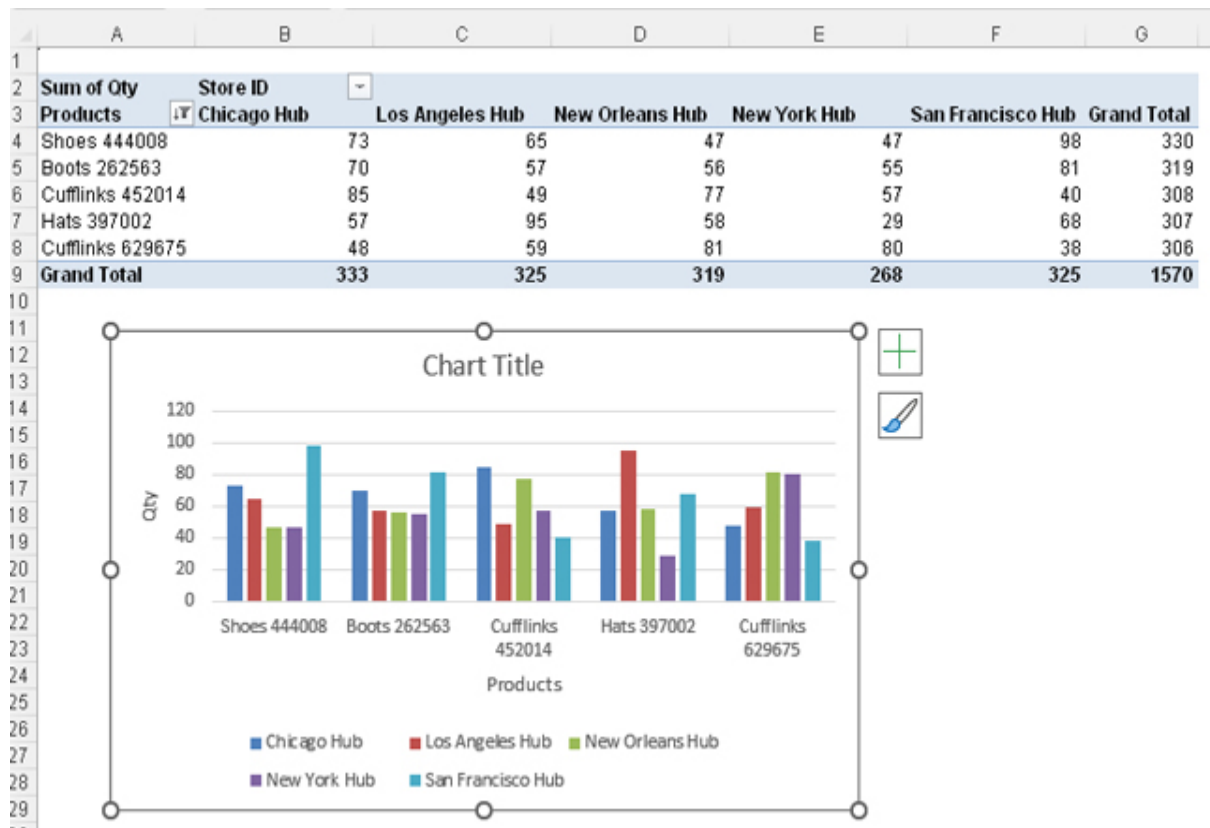 A B C D E F G
1
2 Sum of Qty Store ID
3 Products Chicago Hub Los Angeles Hub New Orleans Hub New York Hub San Francisco Hub Grand Total
4 Shoes 444008 73 65 47 47 98 330
5 Boots 262563 70 57 56 55 81 319
6 Cufflinks 452014 85 49 77 57 40 308
7 Hats 397002 57 95 58 29 68 307
8 Cufflinks 629675 48 59 81 80 38 306
9 Grand Total 333 325 319 268 325 1570
10
11
12
13
14
15
16
17
18
19
20
21
22
23
24
25
26
27
28
29
Chart Title
120
100
80
60
40
20
0
Qty
Shoes 444008 Boots 262563 Cufflinks Hats 397002 Cufflinks
452014 629675
Products
Chicago Hub Los Angeles Hub New Orleans Hub
New York Hub San Francisco Hub